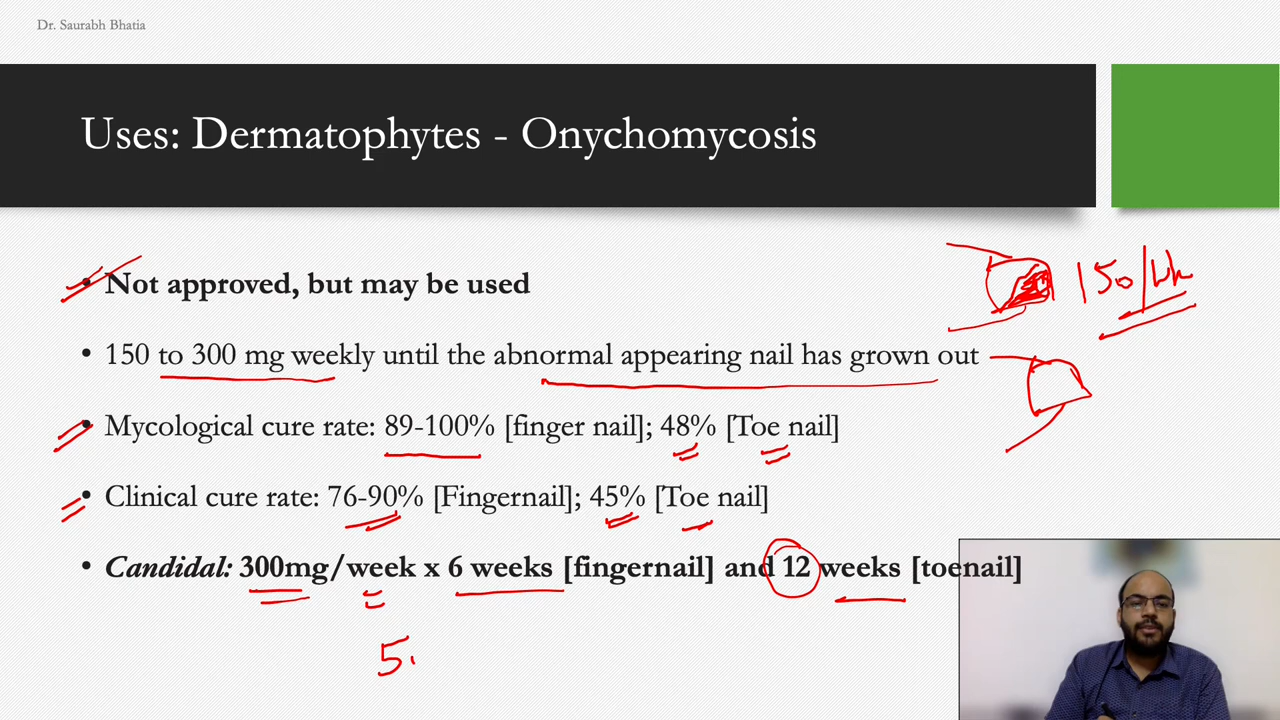 Dr. Saurabh Bhatia
Uses: Dermatophytes - Onychomycosis
• Not approved, but may be used
150/wk
• 150 to 300 mg weekly until the abnormal appearing nail has grown out
• Mycological cure rate: 89-100% [finger nail]; 48% [Toe nail]
• Clinical cure rate: 76-90% [Fingernail]; 45% [Toe nail]
• Candidal: 300mg/week x 6 weeks [fingernail] and 12 weeks [toenail]
5